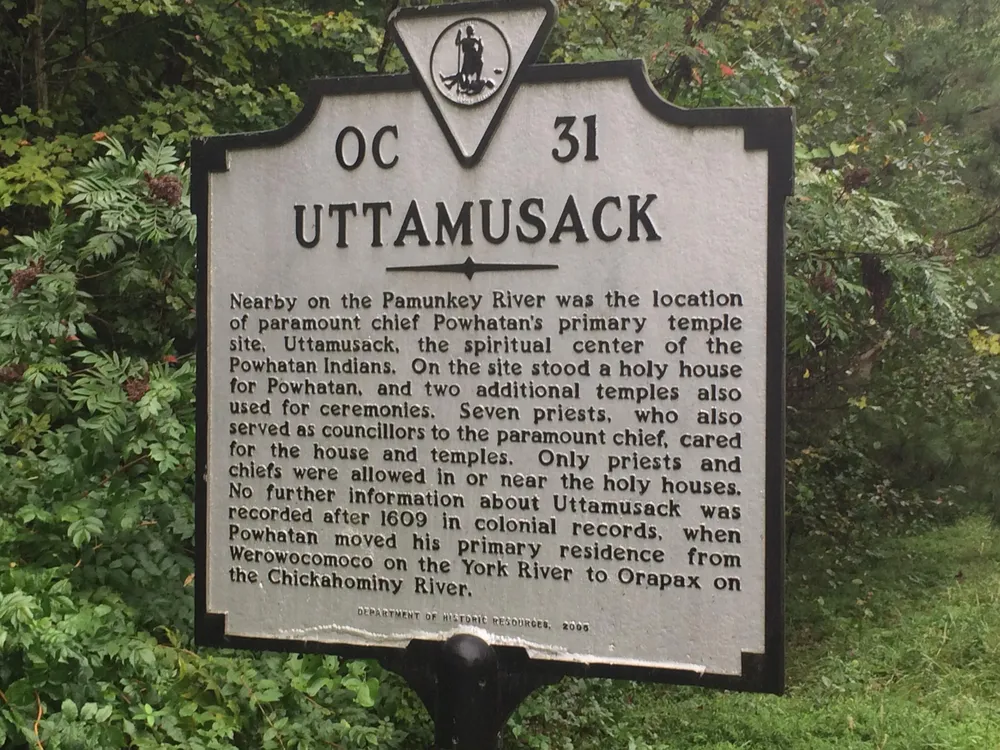 OC 31
UTTAMUSACK
Nearby on the Pamunkey River was the location
of paramount chief Powhatan's primary temple
site, Uttamusack, the spiritual center of the
Powhatan Indians. On the site stood a holy house
for Powhatan, and two additional temples also
used for ceremonies. Seven priests, who also
served as councillors to the paramount chief, cared
for the house and temples. Only priests and
chiefs were allowed in or near the holy houses.
No further information about Uttamusack was
recorded after 1609 in colonial records, when
Powhatan moved his primary residence from
Werowocomoco on the York River to Orapax on
the Chickahominy River.
DEPARTMENT OF HISTORIC RESOURCES, 2005